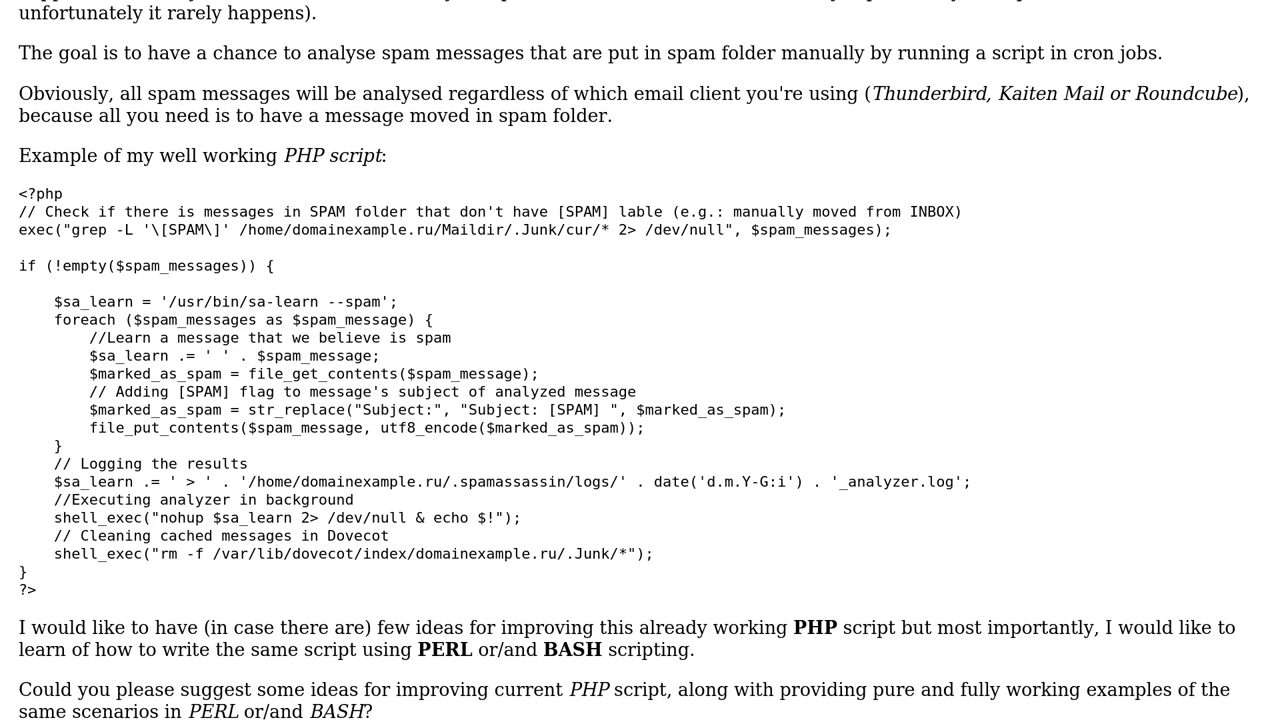 unfortunately it rarely happens).
The goal is to have a chance to analyse spam messages that are put in spam folder manually by running a script in cron jobs.
Obviously, all spam messages will be analysed regardless of which email client you're using (Thunderbird, Kaiten Mail or Roundcube),
because all you need is to have a message moved in spam folder.
Example of my well working PHP script:
<?php
// Check if there is messages in SPAM folder that don't have [SPAM] lable (e.g.: manually moved from INBOX)
exec("grep -L '\[SPAM\]' /home/domainexample.ru/Maildir/.Junk/cur/* 2> /dev/null", $spam_messages);
if (!empty($spam_messages)) {
    $sa_learn = '/usr/bin/sa-learn --spam';
    foreach ($spam_messages as $spam_message) {
        //Learn a message that we believe is spam
        $sa_learn .= ' ' . $spam_message;
        $marked_as_spam = file_get_contents($spam_message);
        // Adding [SPAM] flag to message's subject of analyzed message
        $marked_as_spam = str_replace("Subject:", "Subject: [SPAM] ", $marked_as_spam);
        file_put_contents($spam_message, utf8_encode($marked_as_spam));
    }
    // Logging the results
    $sa_learn .= ' > ' . '/home/domainexample.ru/.spamassassin/logs/' . date('d.m.Y-G:i') . '_analyzer.log';
    //Executing analyzer in background
    shell_exec("nohup $sa_learn 2> /dev/null & echo $!");
    // Cleaning cached messages in Dovecot
    shell_exec("rm -f /var/lib/dovecot/index/domainexample.ru/.Junk/*");
}
?>
I would like to have (in case there are) few ideas for improving this already working PHP script but most importantly, I would like to
learn of how to write the same script using PERL or/and BASH scripting.
Could you please suggest some ideas for improving current PHP script, along with providing pure and fully working examples of the
same scenarios in PERL or/and BASH?